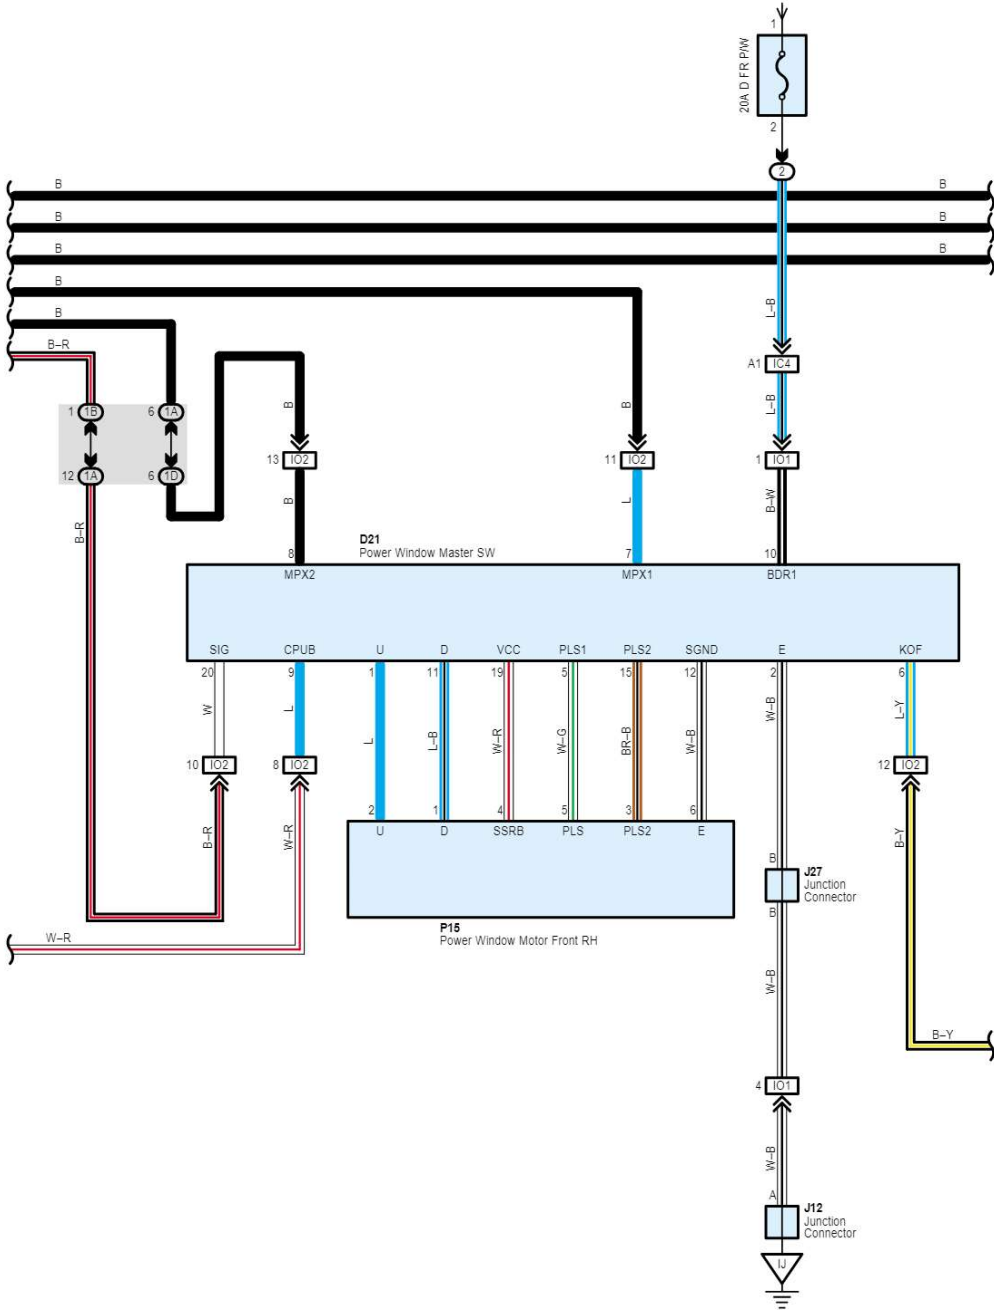 1
20A D FR P/W
2
2
B B
B B
B B
B
B
B–R
L–B
A1 IC4
L–B
1 1B 6 1A
B B
13 IO2 11 IO2 1 IO1
12 1A 6 1D
B L B–W
B–R
D21
Power Window Master SW
8 7 10
MPX2 MPX1 BDR1
SIG CPUB U D VCC PLS1 PLS2 SGND E KOF
20 9 1 11 19 5 15 12 2 6
W L L L–B W–R W–G BR–B W–B W–B L–Y
10 IO2 8 IO2 12 IO2
2 1 4 5 3 6
U D SSRB PLS PLS2 E
B–R W–R B–Y
B
J27
Junction
Connector
B
P15
Power Window Motor Front RH
W–R
W–B
B–Y
4 IO1
W–B
A
J12
Junction
Connector
IJ